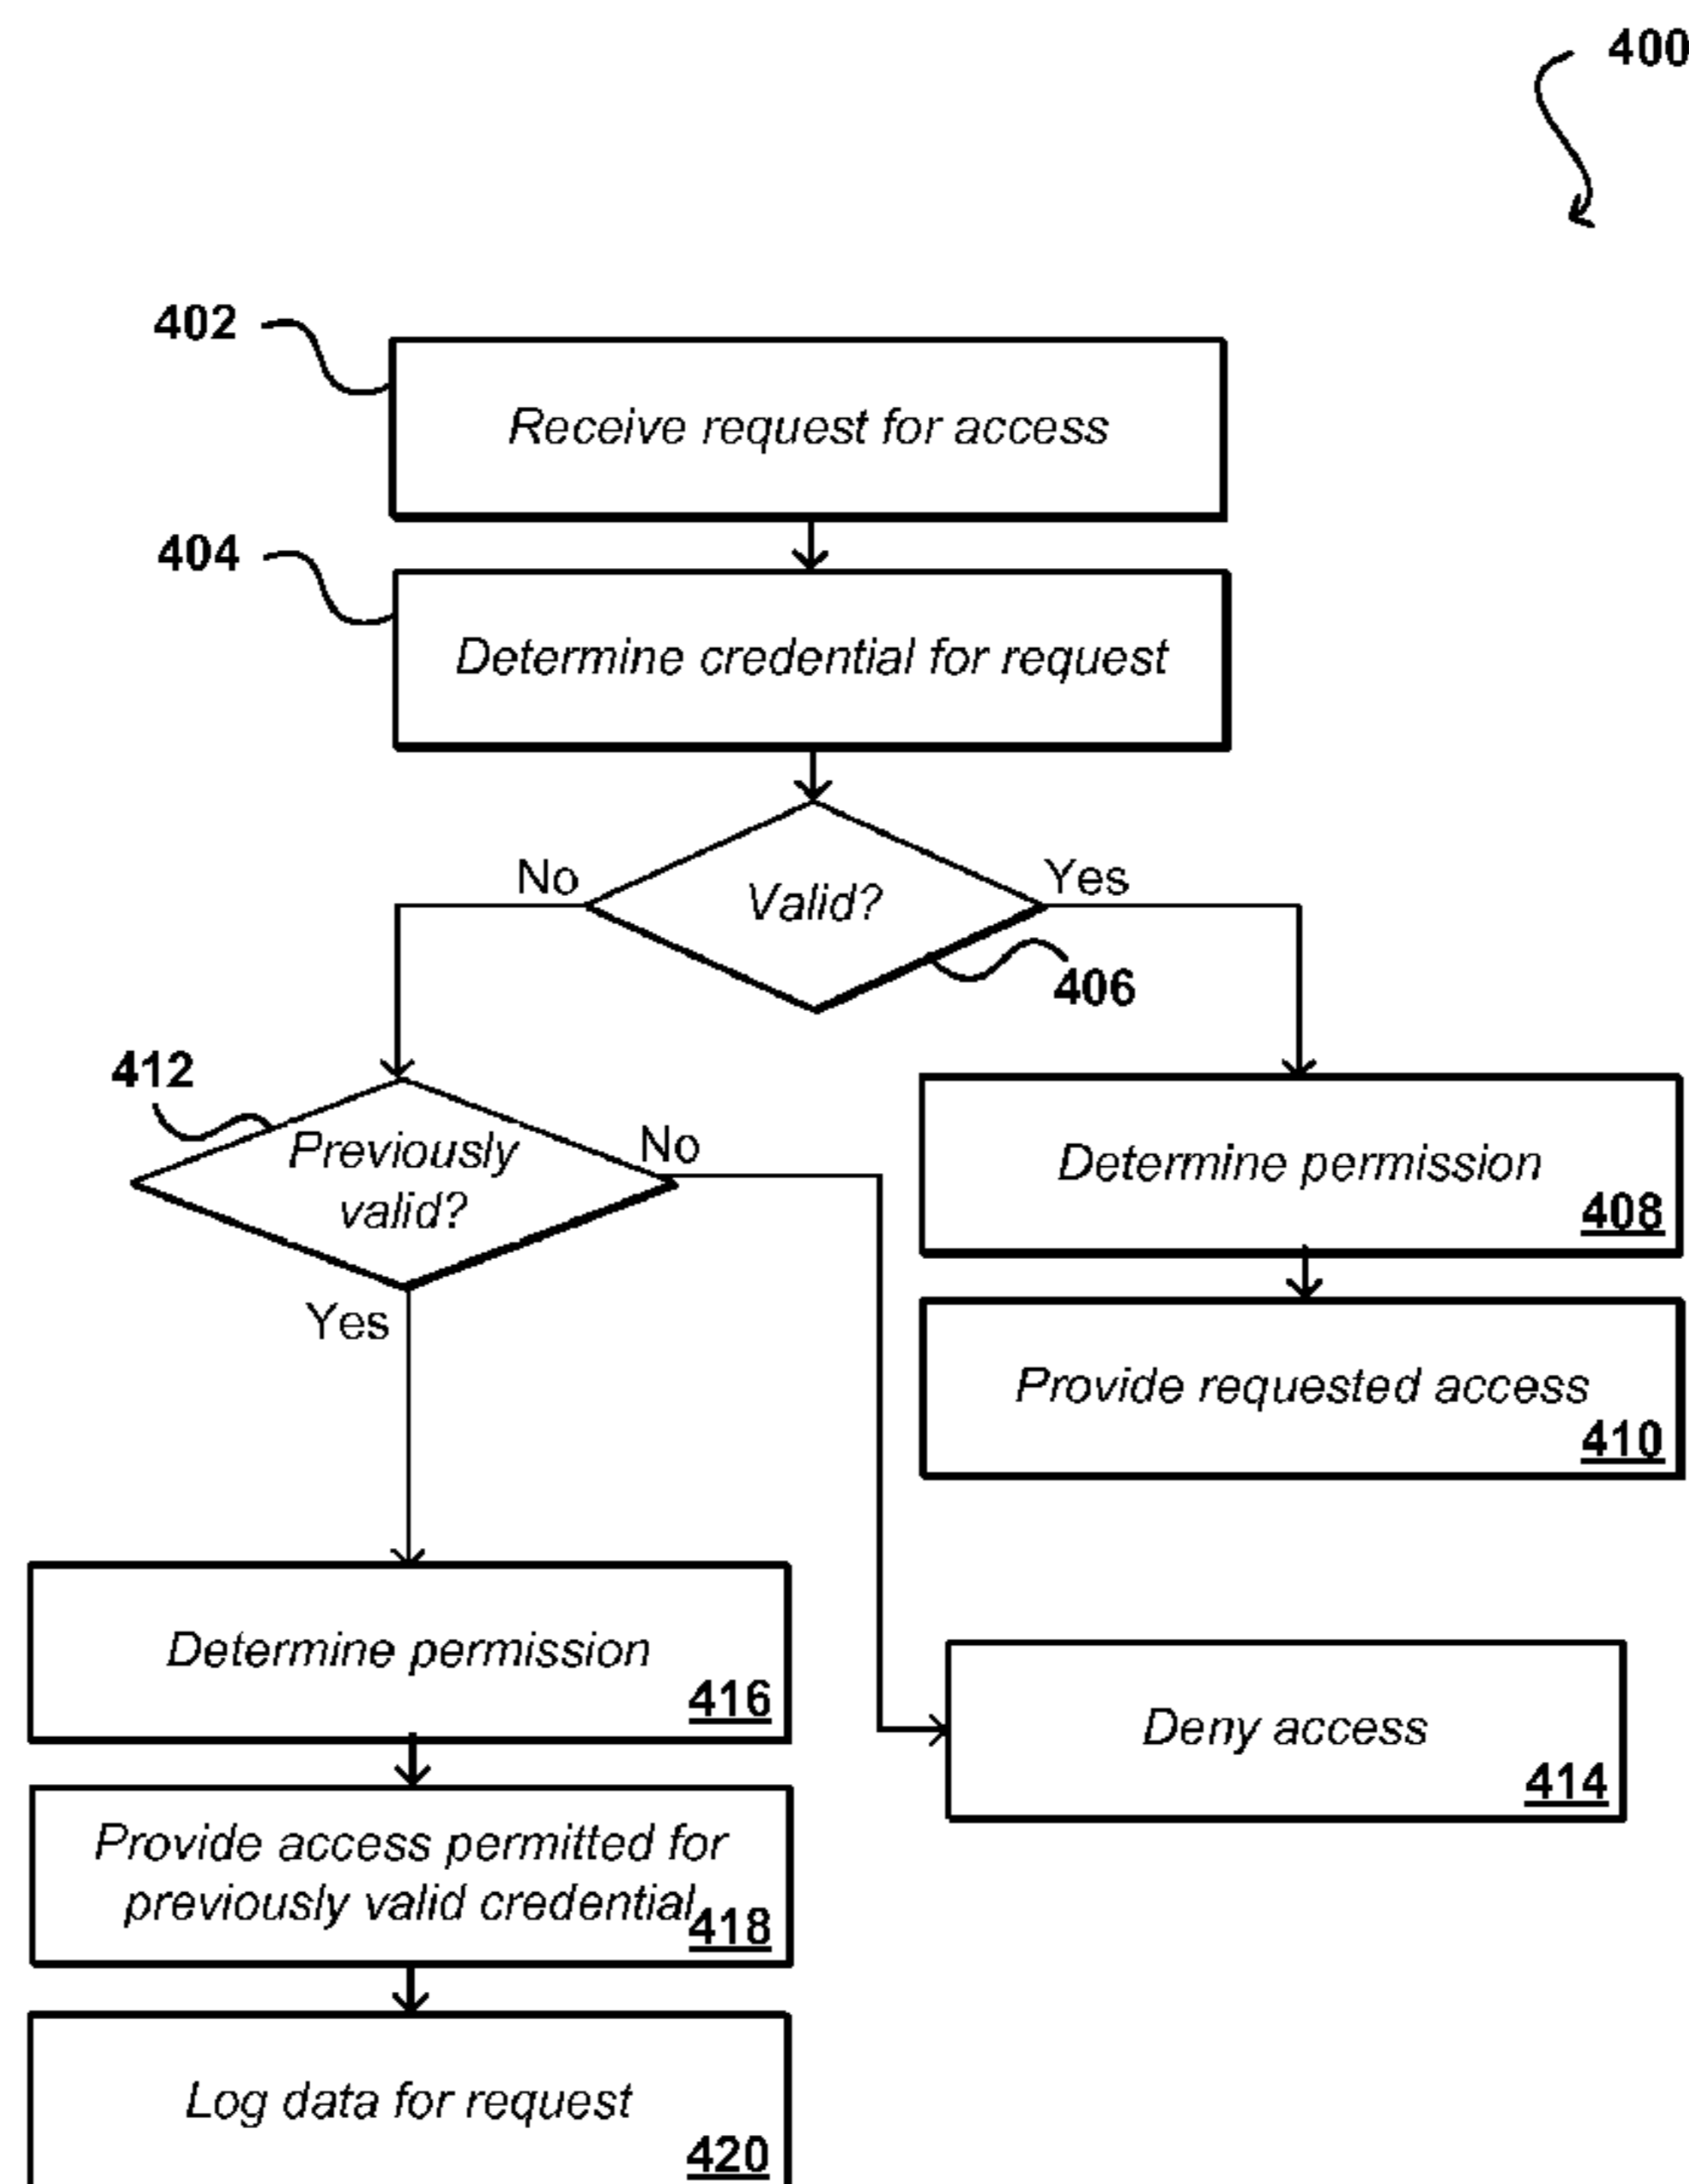 400
402
Receive request for access
404
Determine credential for request
No
Valid?
Yes
406
412
Previously
valid?
No
Yes
Determine permission
408
Provide requested access
410
Determine permission
416
Deny access
414
Provide access permitted for
previously valid credential
418
Log data for request
420